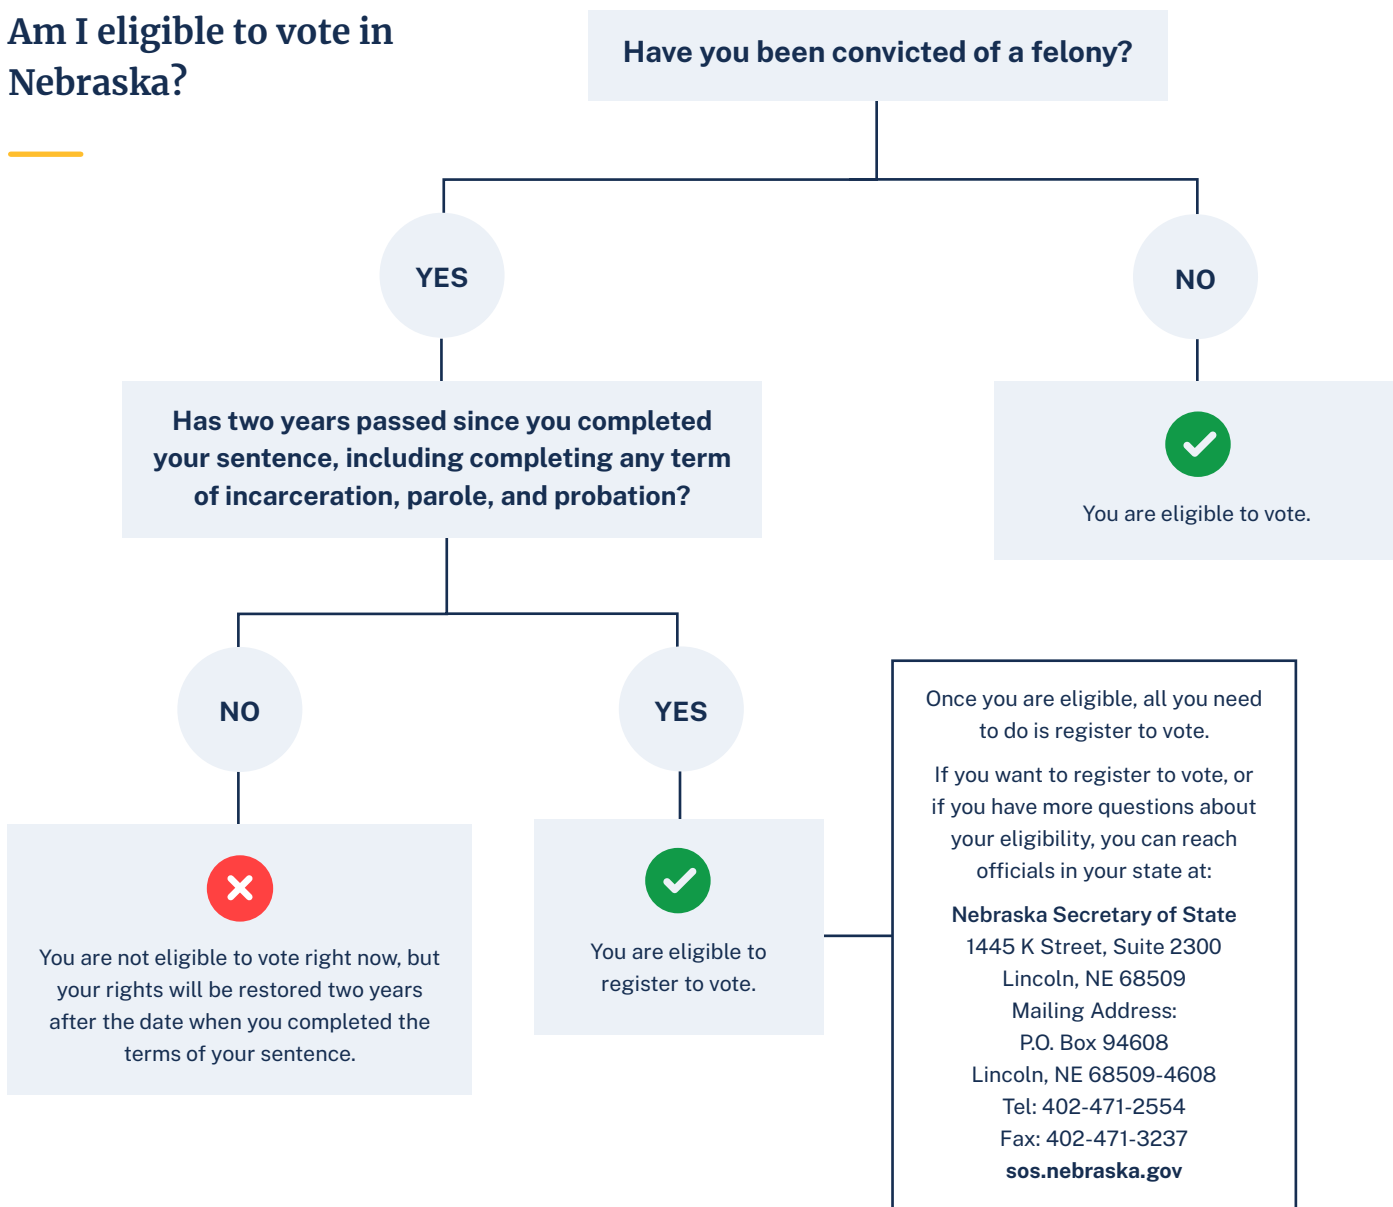 Am I eligible to vote in
Nebraska?
Have you been convicted of a felony?
YES
NO
Has two years passed since you completed
your sentence, including completing any term
of incarceration, parole, and probation?
You are eligible to vote.
NO
YES
You are not eligible to vote right now, but
your rights will be restored two years
after the date when you completed the
terms of your sentence.
You are eligible to
register to vote.
Once you are eligible, all you need
to do is register to vote.
If you want to register to vote, or
if you have more questions about
your eligibility, you can reach
officials in your state at:
Nebraska Secretary of State
1445 K Street, Suite 2300
Lincoln, NE 68509
Mailing Address:
P.O. Box 94608
Lincoln, NE 68509-4608
Tel: 402-471-2554
Fax: 402-471-3237
sos.nebraska.gov